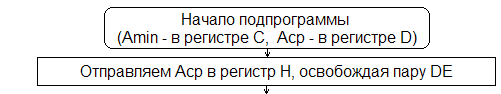 Начало подпрограммы
(Amin - в регистре C, Acp - в регистре D)
Отправляем Acp в регистр H, освобождая пару DE